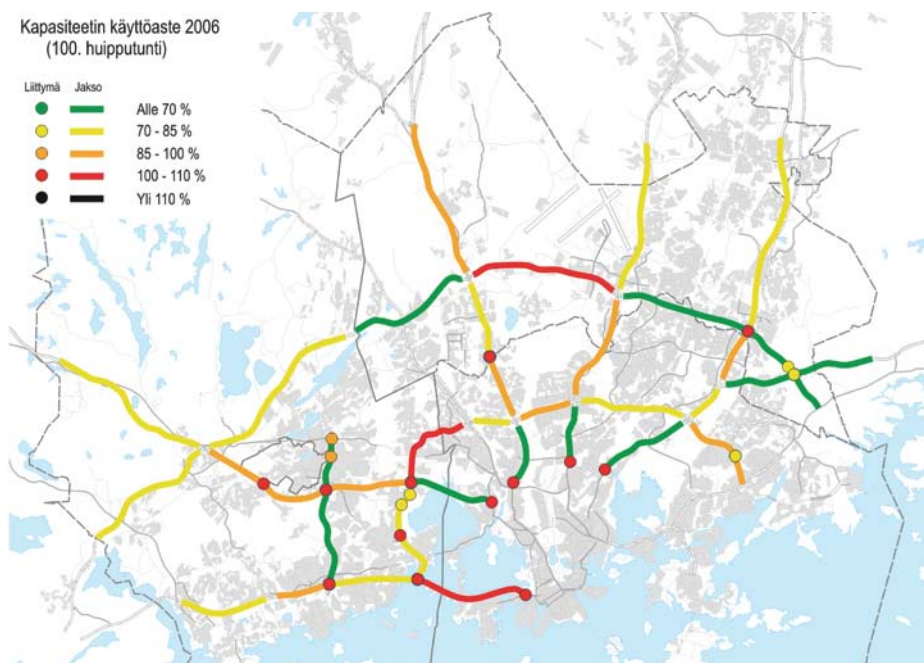 Kapasiteetin käyttöaste 2006
(100. huipputunti)
Liittymä Jakso
Alle 70 %
70 - 85 %
85 - 100 %
100 - 110 %
Yli 110 %